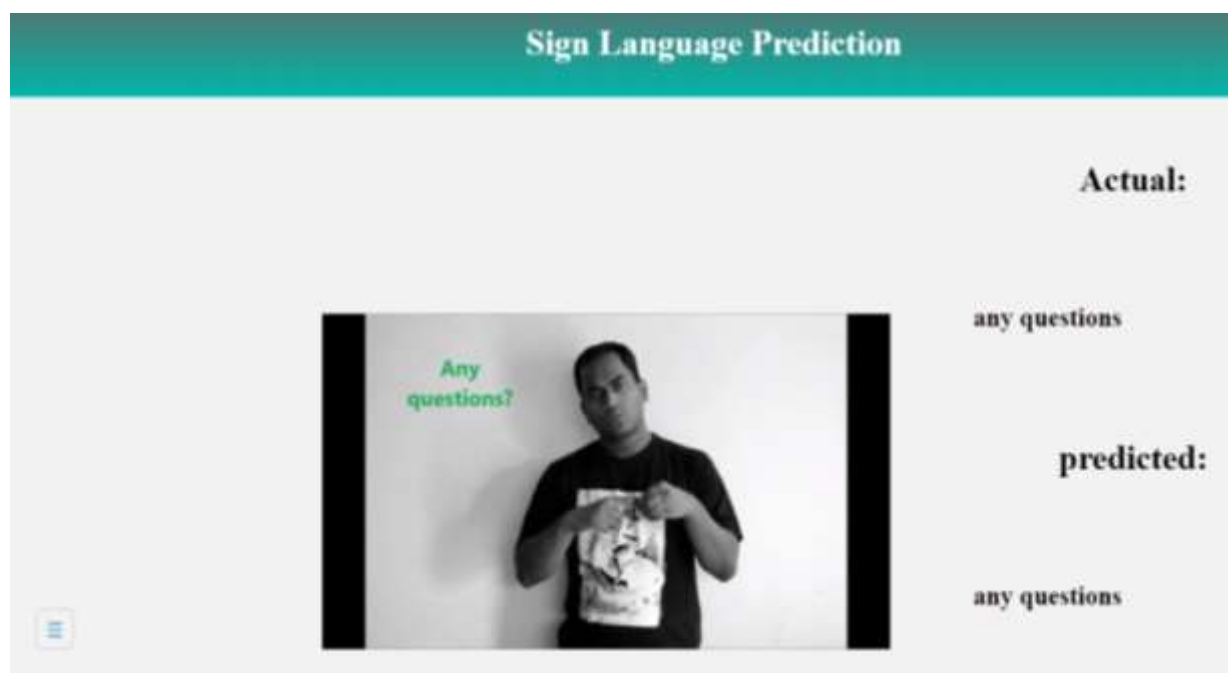 Sign Language Prediction
Actual:
any questions
Any
questions?
predicted:
any questions